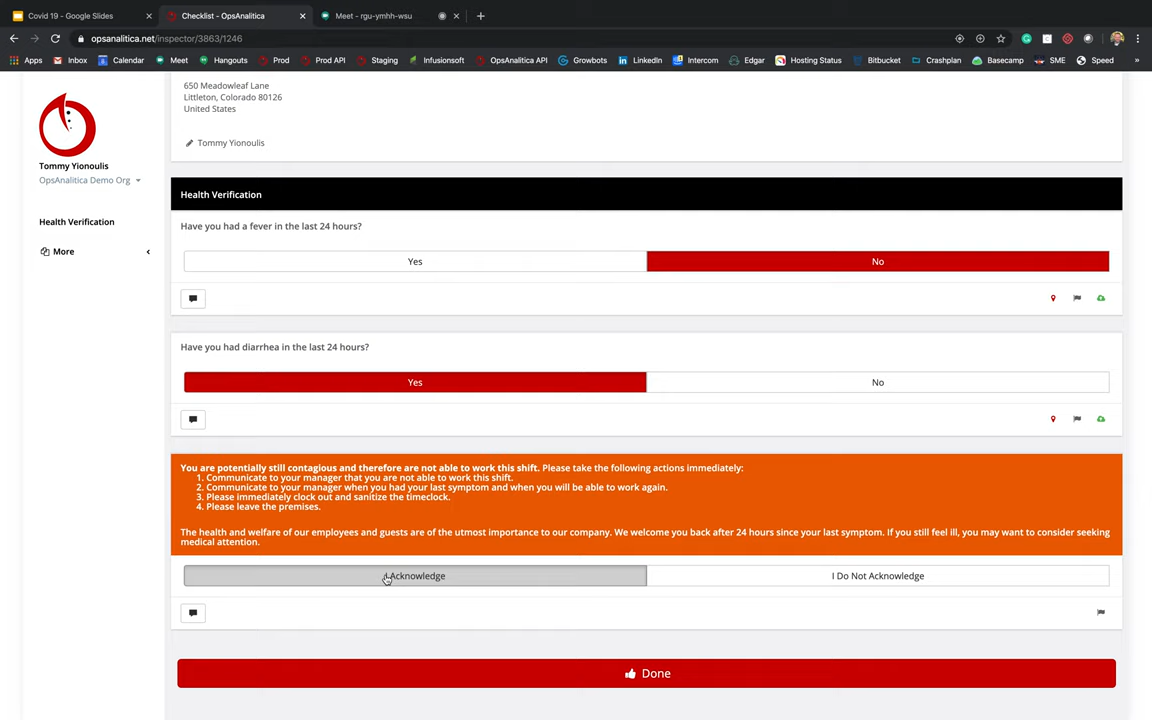 Covid 19 - Google Slides
Checklist - OpsAnalitica
Meet - rgu-ymhh-wsu
opsanalitica.net/inspector/3863/1246
Apps Inbox Calendar Meet Hangouts Prod Prod API Staging Infusionsoft OpsAnalitica API Growbots LinkedIn Intercom Edgar Hosting Status Bitbucket Crashplan Basecamp SME Speed »
650 Meadowleaf Lane
Littleton, Colorado 80126
United States
Tommy Yionoulis
Tommy Yionoulis
OpsAnalitica Demo Org
Health Verification
More
Health Verification
Have you had a fever in the last 24 hours?
Yes No
Have you had diarrhea in the last 24 hours?
Yes No
You are potentially still contagious and therefore are not able to work this shift. Please take the following actions immediately:
1. Communicate to your manager that you are not able to work this shift.
2. Communicate to your manager when you had your last symptom and when you will be able to work again.
3. Please immediately clock out and sanitize the timeclock.
4. Please leave the premises.
The health and welfare of our employees and guests are of the utmost importance to our company. We welcome you back after 24 hours since your last symptom. If you still feel ill, you may want to consider seeking
medical attention.
I Acknowledge I Do Not Acknowledge
Done